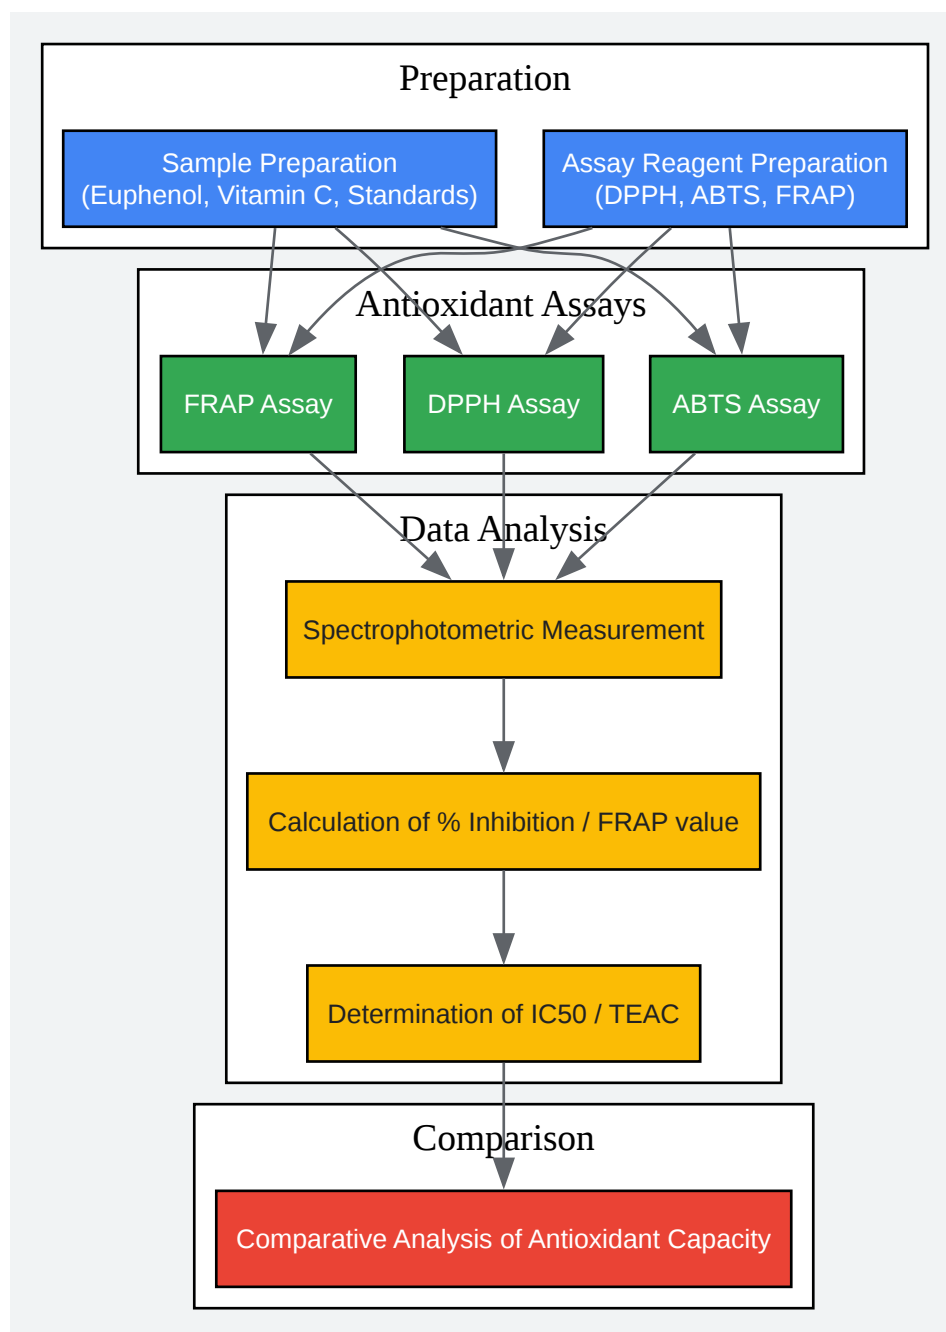 Preparation
Sample Preparation
(Euphenol, Vitamin C, Standards)
Assay Reagent Preparation
(DPPH, ABTS, FRAP)
Antioxidant Assays
FRAP Assay
DPPH Assay
ABTS Assay
Data Analysis
Spectrophotometric Measurement
Calculation of % Inhibition / FRAP value
Determination of IC50 / TEAC
Comparison
Comparative Analysis of Antioxidant Capacity